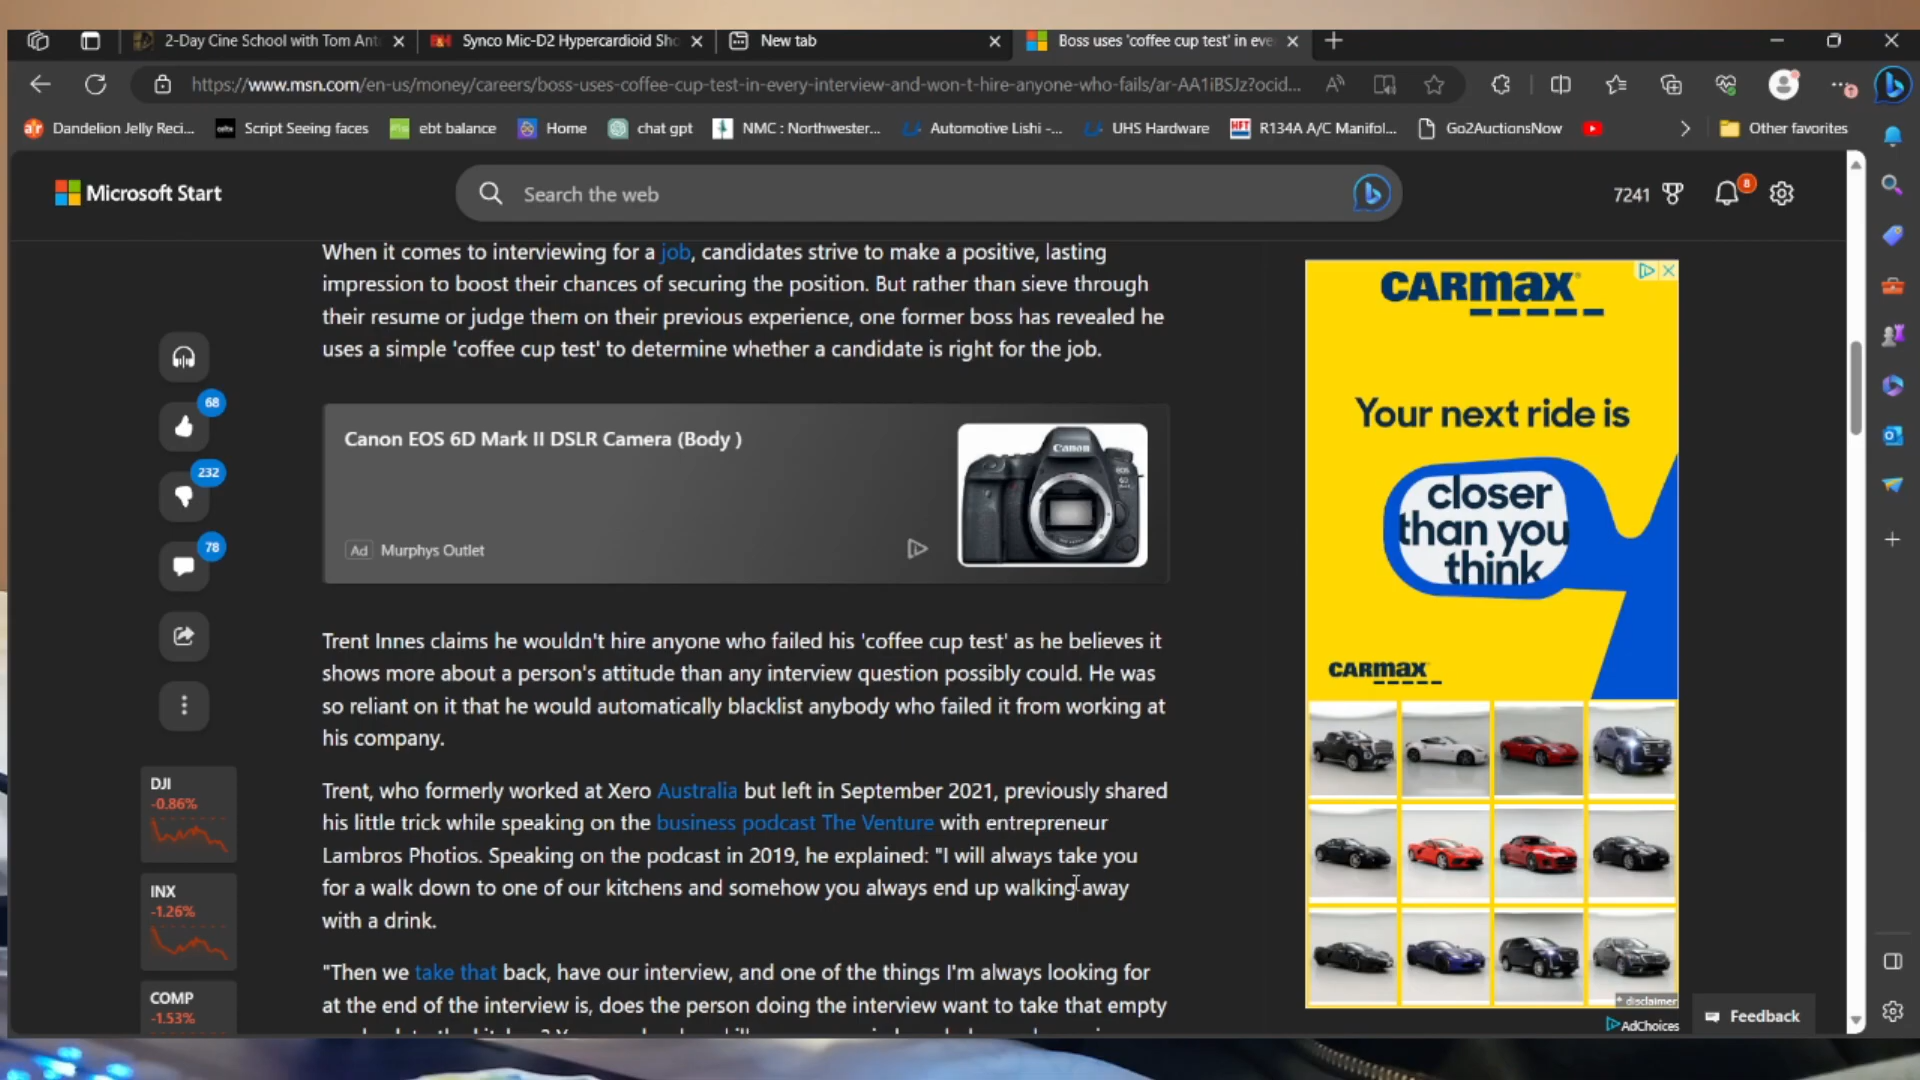 2-Day Cine School with Tom Ant
Synco Mic-D2 Hypercardioid Sho
New tab
Boss uses 'coffee cup test' in eve
https://www.msn.com/en-us/money/careers/boss-uses-coffee-cup-test-in-every-interview-and-won-t-hire-anyone-who-fails/ar-AA1iBSJz?ocid...
Dandelion Jelly Reci...
Script Seeing faces
ebt balance
Home
chat gpt
NMC : Northwester...
Automotive Lishi -...
UHS Hardware
HFT
R134A A/C Manifol...
Go2AuctionsNow
Other favorites
Microsoft Start
Search the web
7241
8
When it comes to interviewing for a job, candidates strive to make a positive, lasting
impression to boost their chances of securing the position. But rather than sieve through
their resume or judge them on their previous experience, one former boss has revealed he
uses a simple 'coffee cup test' to determine whether a candidate is right for the job.
68
232
78
Canon EOS 6D Mark II DSLR Camera (Body )
Canon
Ad Murphys Outlet
Trent Innes claims he wouldn't hire anyone who failed his 'coffee cup test' as he believes it
shows more about a person's attitude than any interview question possibly could. He was
so reliant on it that he would automatically blacklist anybody who failed it from working at
his company.
Trent, who formerly worked at Xero Australia but left in September 2021, previously shared
his little trick while speaking on the business podcast The Venture with entrepreneur
Lambros Photios. Speaking on the podcast in 2019, he explained: "I will always take you
for a walk down to one of our kitchens and somehow you always end up walking away
with a drink.
"Then we take that back, have our interview, and one of the things I'm always looking for
at the end of the interview is, does the person doing the interview want to take that empty
DJI
-0.86%
INX
-1.26%
COMP
-1.53%
CARMAX
Your next ride is
closer
than you
think
CARMAX
* disclaimer
AdChoices
Feedback